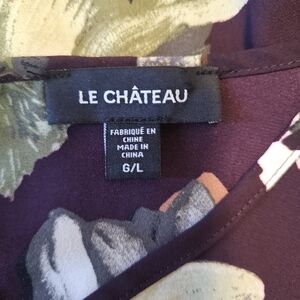 LE CHÂTEAU
FABRIQUÉ EN
CHINE
MADE IN
CHINA
G/L